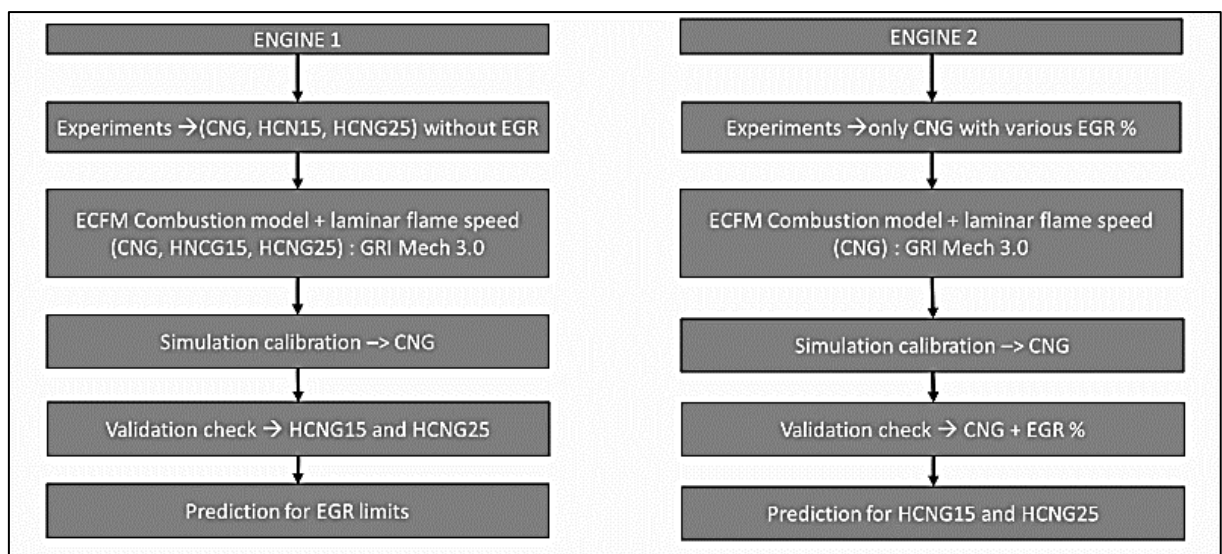 ENGINE 1
Experiments →(CNG, HCN15, HCNG25) without EGR
ECFM Combustion model + laminar flame speed
(CNG, HNCG15, HCNG25) : GRI Mech 3.0
Simulation calibration –> CNG
Validation check → HCNG15 and HCNG25
Prediction for EGR limits
ENGINE 2
Experiments →only CNG with various EGR %
ECFM Combustion model + laminar flame speed
(CNG) : GRI Mech 3.0
Simulation calibration –> CNG
Validation check → CNG + EGR %
Prediction for HCNG15 and HCNG25